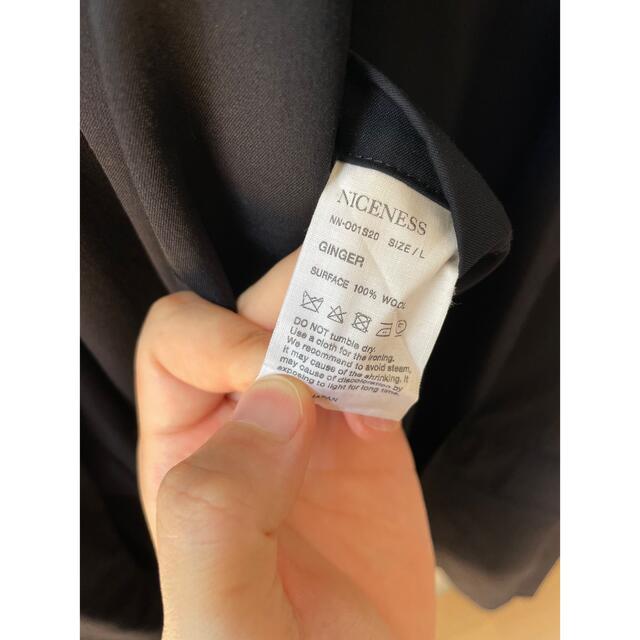 NICENESS
NN-001S20 SIZE / L
GINGER
SURFACE 100% WOOL
DO NOT tumble dry.
Use a cloth for the ironing.
We recommend to avoid steam,
it may cause of the shrinking. It
may cause of discoloration by
exposing to light for long time.
JAPAN